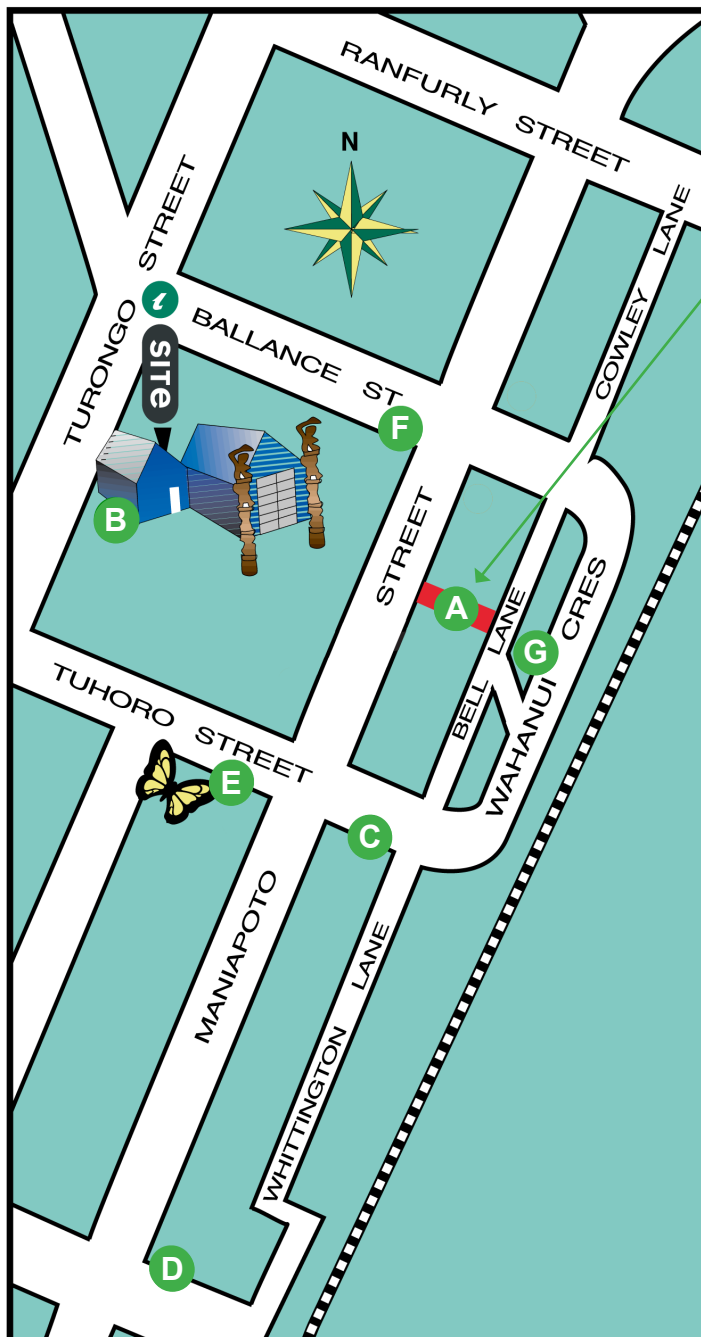 RANFURLY STREET
N
COWLEY LANE
TURONGO STREET
i
BALLANCE ST
SITE
F
B
STREET
A
BELL LANE
G
WAHANUI CRES
TUHORO STREET
E
C
MANIAPOTO
WHITTINGTON LANE
D